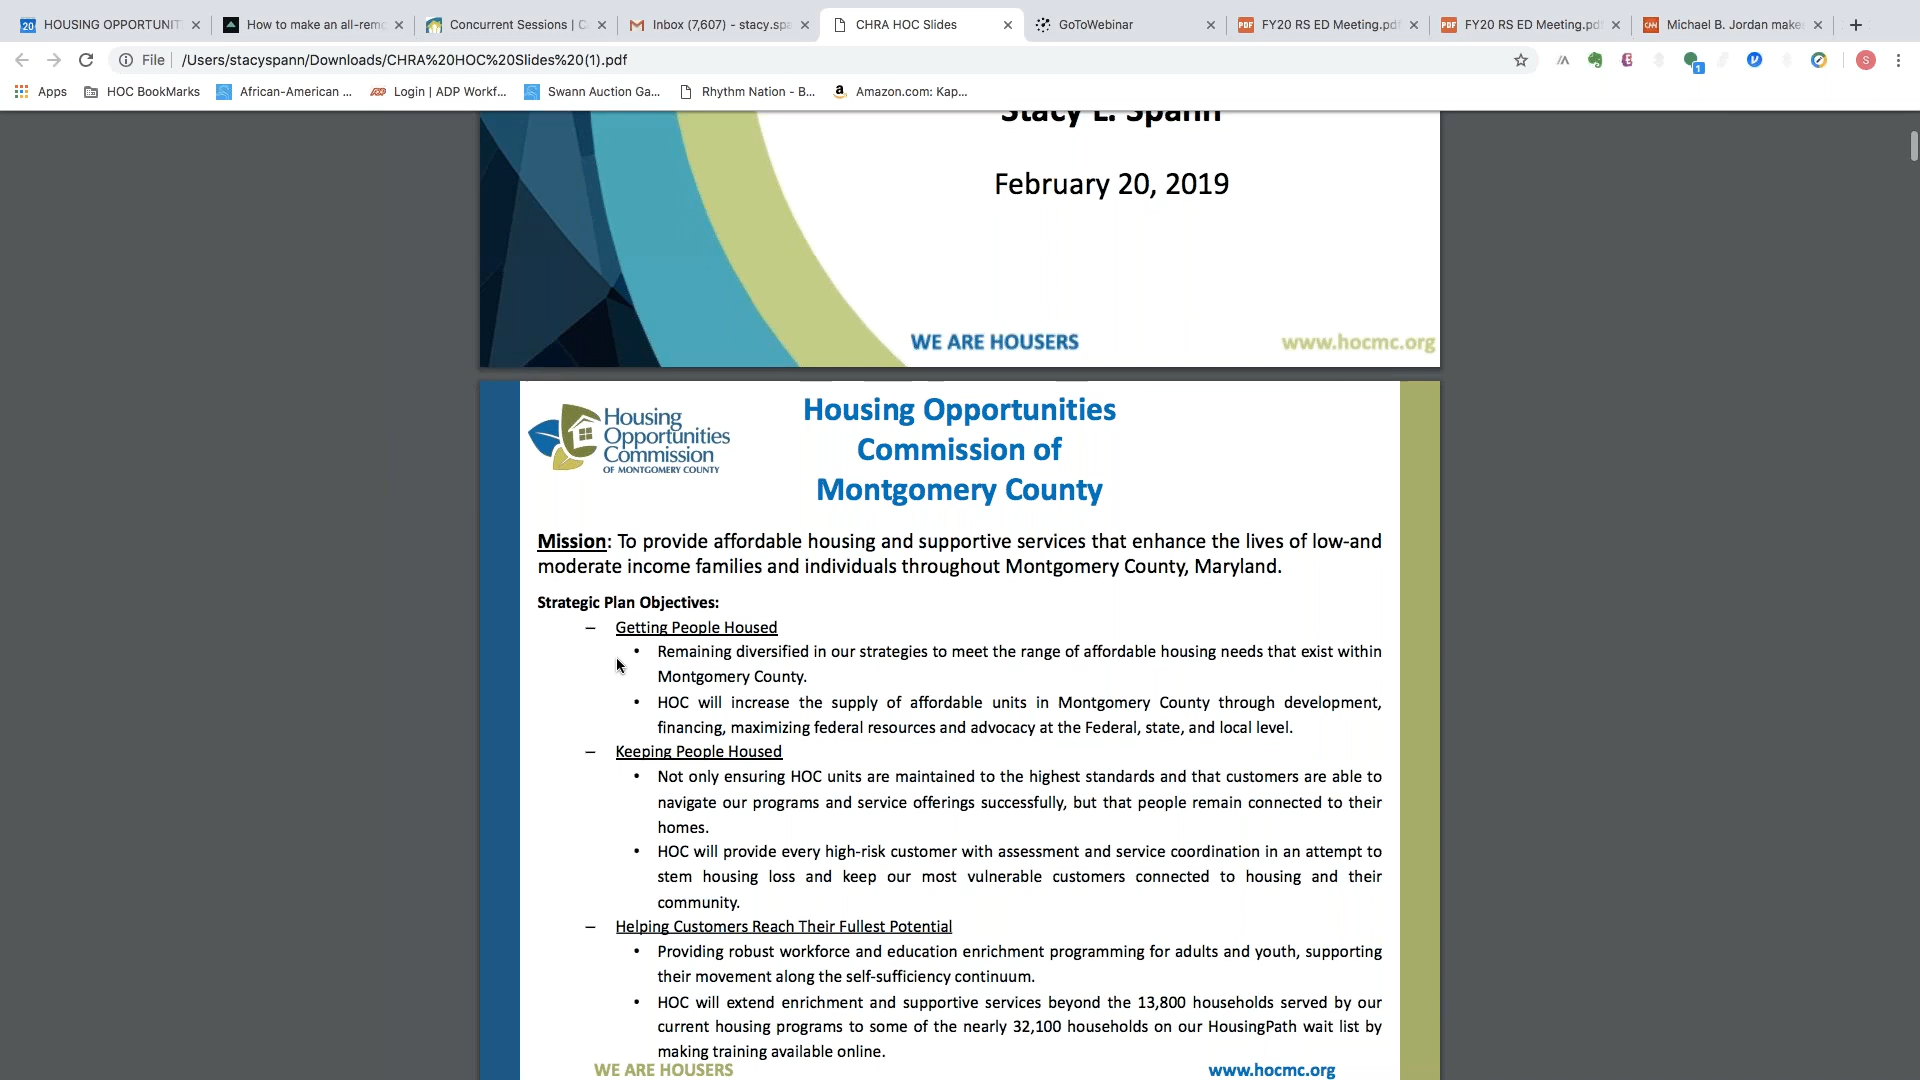 HOUSING OPPORTUNIT
How to make an all-remo
Concurrent Sessions | C
Inbox (7,607) - stacy.spa
CHRA HOC Slides
GoToWebinar
FY20 RS ED Meeting.pdf
FY20 RS ED Meeting.pdf
Michael B. Jordan make
File
/Users/stacyspann/Downloads/CHRA%20HOC%20Slides%20(1).pdf
Apps
HOC BookMarks
African-American ...
Login | ADP Workf...
Swann Auction Ga...
Rhythm Nation - B...
Amazon.com: Kap...
Stacy L. Spann
February 20, 2019
WE ARE HOUSERS
www.hocmc.org
Housing
Opportunities
Commission
OF MONTGOMERY COUNTY
Housing Opportunities
Commission of
Montgomery County
Mission: To provide affordable housing and supportive services that enhance the lives of low-and
moderate income families and individuals throughout Montgomery County, Maryland.
Strategic Plan Objectives:
– Getting People Housed
• Remaining diversified in our strategies to meet the range of affordable housing needs that exist within
Montgomery County.
• HOC will increase the supply of affordable units in Montgomery County through development,
financing, maximizing federal resources and advocacy at the Federal, state, and local level.
– Keeping People Housed
• Not only ensuring HOC units are maintained to the highest standards and that customers are able to
navigate our programs and service offerings successfully, but that people remain connected to their
homes.
• HOC will provide every high-risk customer with assessment and service coordination in an attempt to
stem housing loss and keep our most vulnerable customers connected to housing and their
community.
– Helping Customers Reach Their Fullest Potential
• Providing robust workforce and education enrichment programming for adults and youth, supporting
their movement along the self-sufficiency continuum.
• HOC will extend enrichment and supportive services beyond the 13,800 households served by our
current housing programs to some of the nearly 32,100 households on our HousingPath wait list by
making training available online.
WE ARE HOUSERS
www.hocmc.org